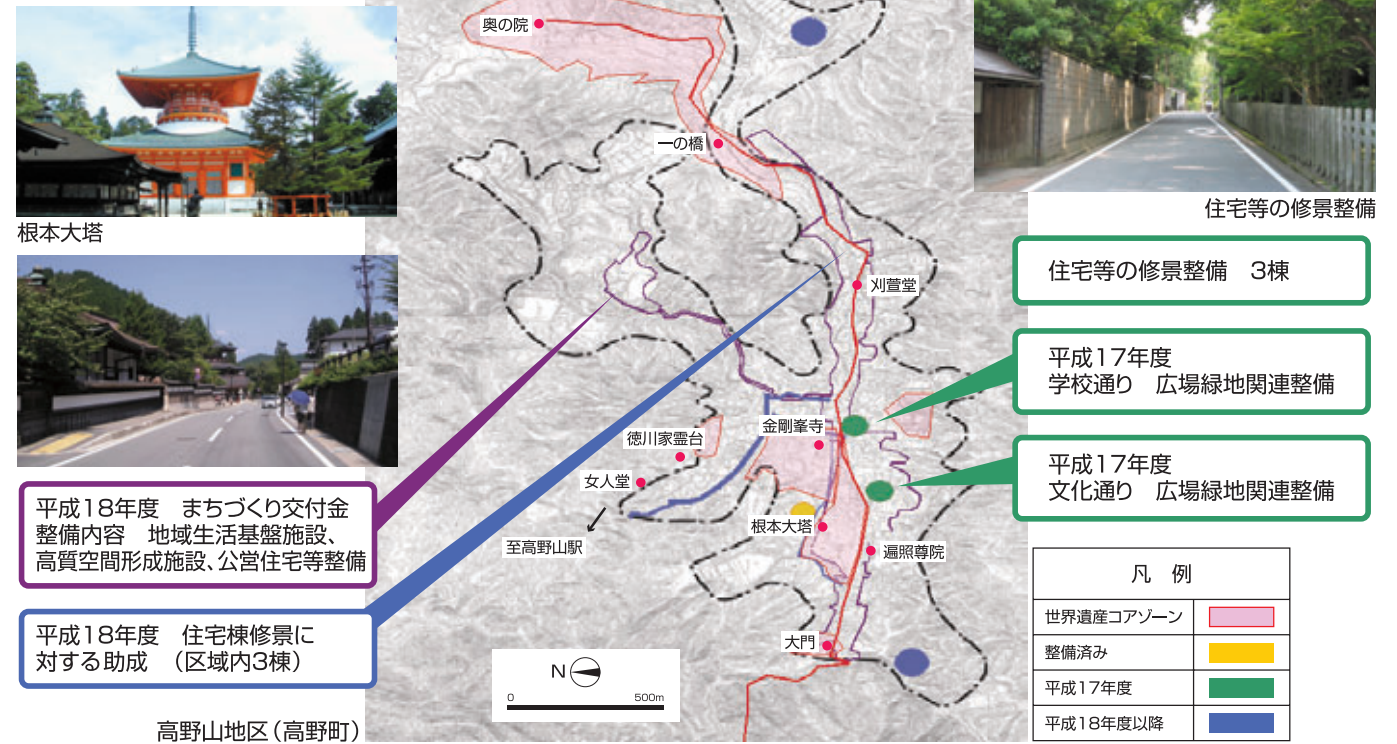 奥の院
一の橋
刈萱堂
金剛峯寺
徳川家霊台
女人堂
至高野山駅
根本大塔
遍照尊院
大門
N
0 500m
根本大塔
住宅等の修景整備
住宅等の修景整備 3棟
平成17年度
学校通り 広場緑地関連整備
平成17年度
文化通り 広場緑地関連整備
平成18年度 まちづくり交付金
整備内容 地域生活基盤施設、
高質空間形成施設、公営住宅等整備
平成18年度 住宅棟修景に
対する助成 (区域内3棟)
高野山地区(高野町)
凡 例
世界遺産コアゾーン
整備済み
平成17年度
平成18年度以降